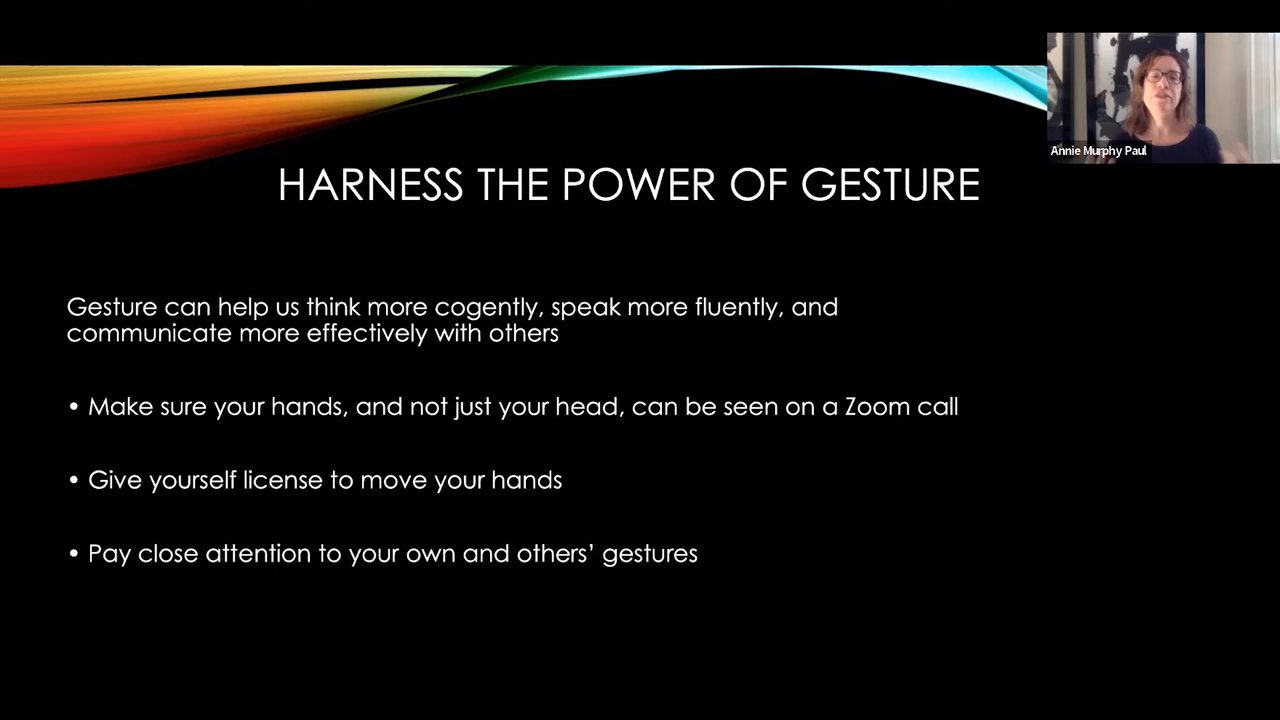 Annie Murphy Paul
HARNESS THE POWER OF GESTURE
Gesture can help us think more cogently, speak more fluently, and
communicate more effectively with others
• Make sure your hands, and not just your head, can be seen on a Zoom call
• Give yourself license to move your hands
• Pay close attention to your own and others’ gestures